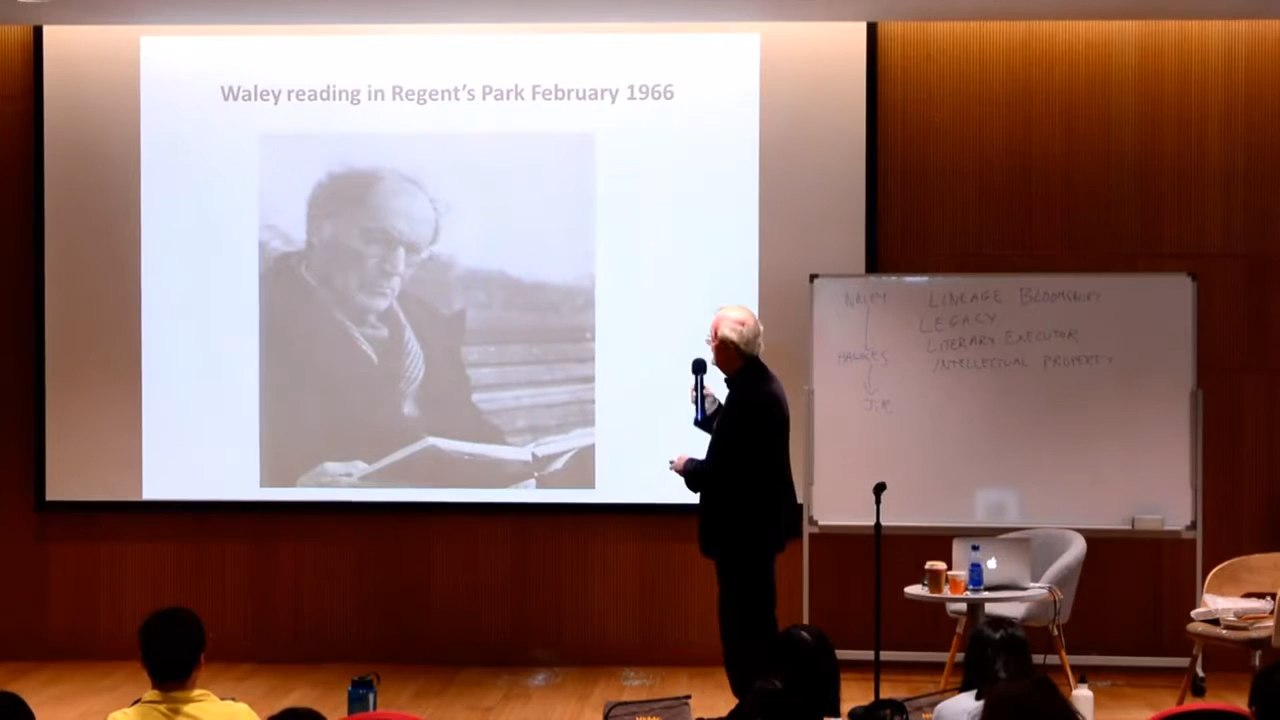 Waley reading in Regent's Park February 1966
WALEY
LINEAGE BLOOMSBURY
LEGACY
LITERARY EXECUTOR
HAWKES
INTELLECTUAL PROPERTY